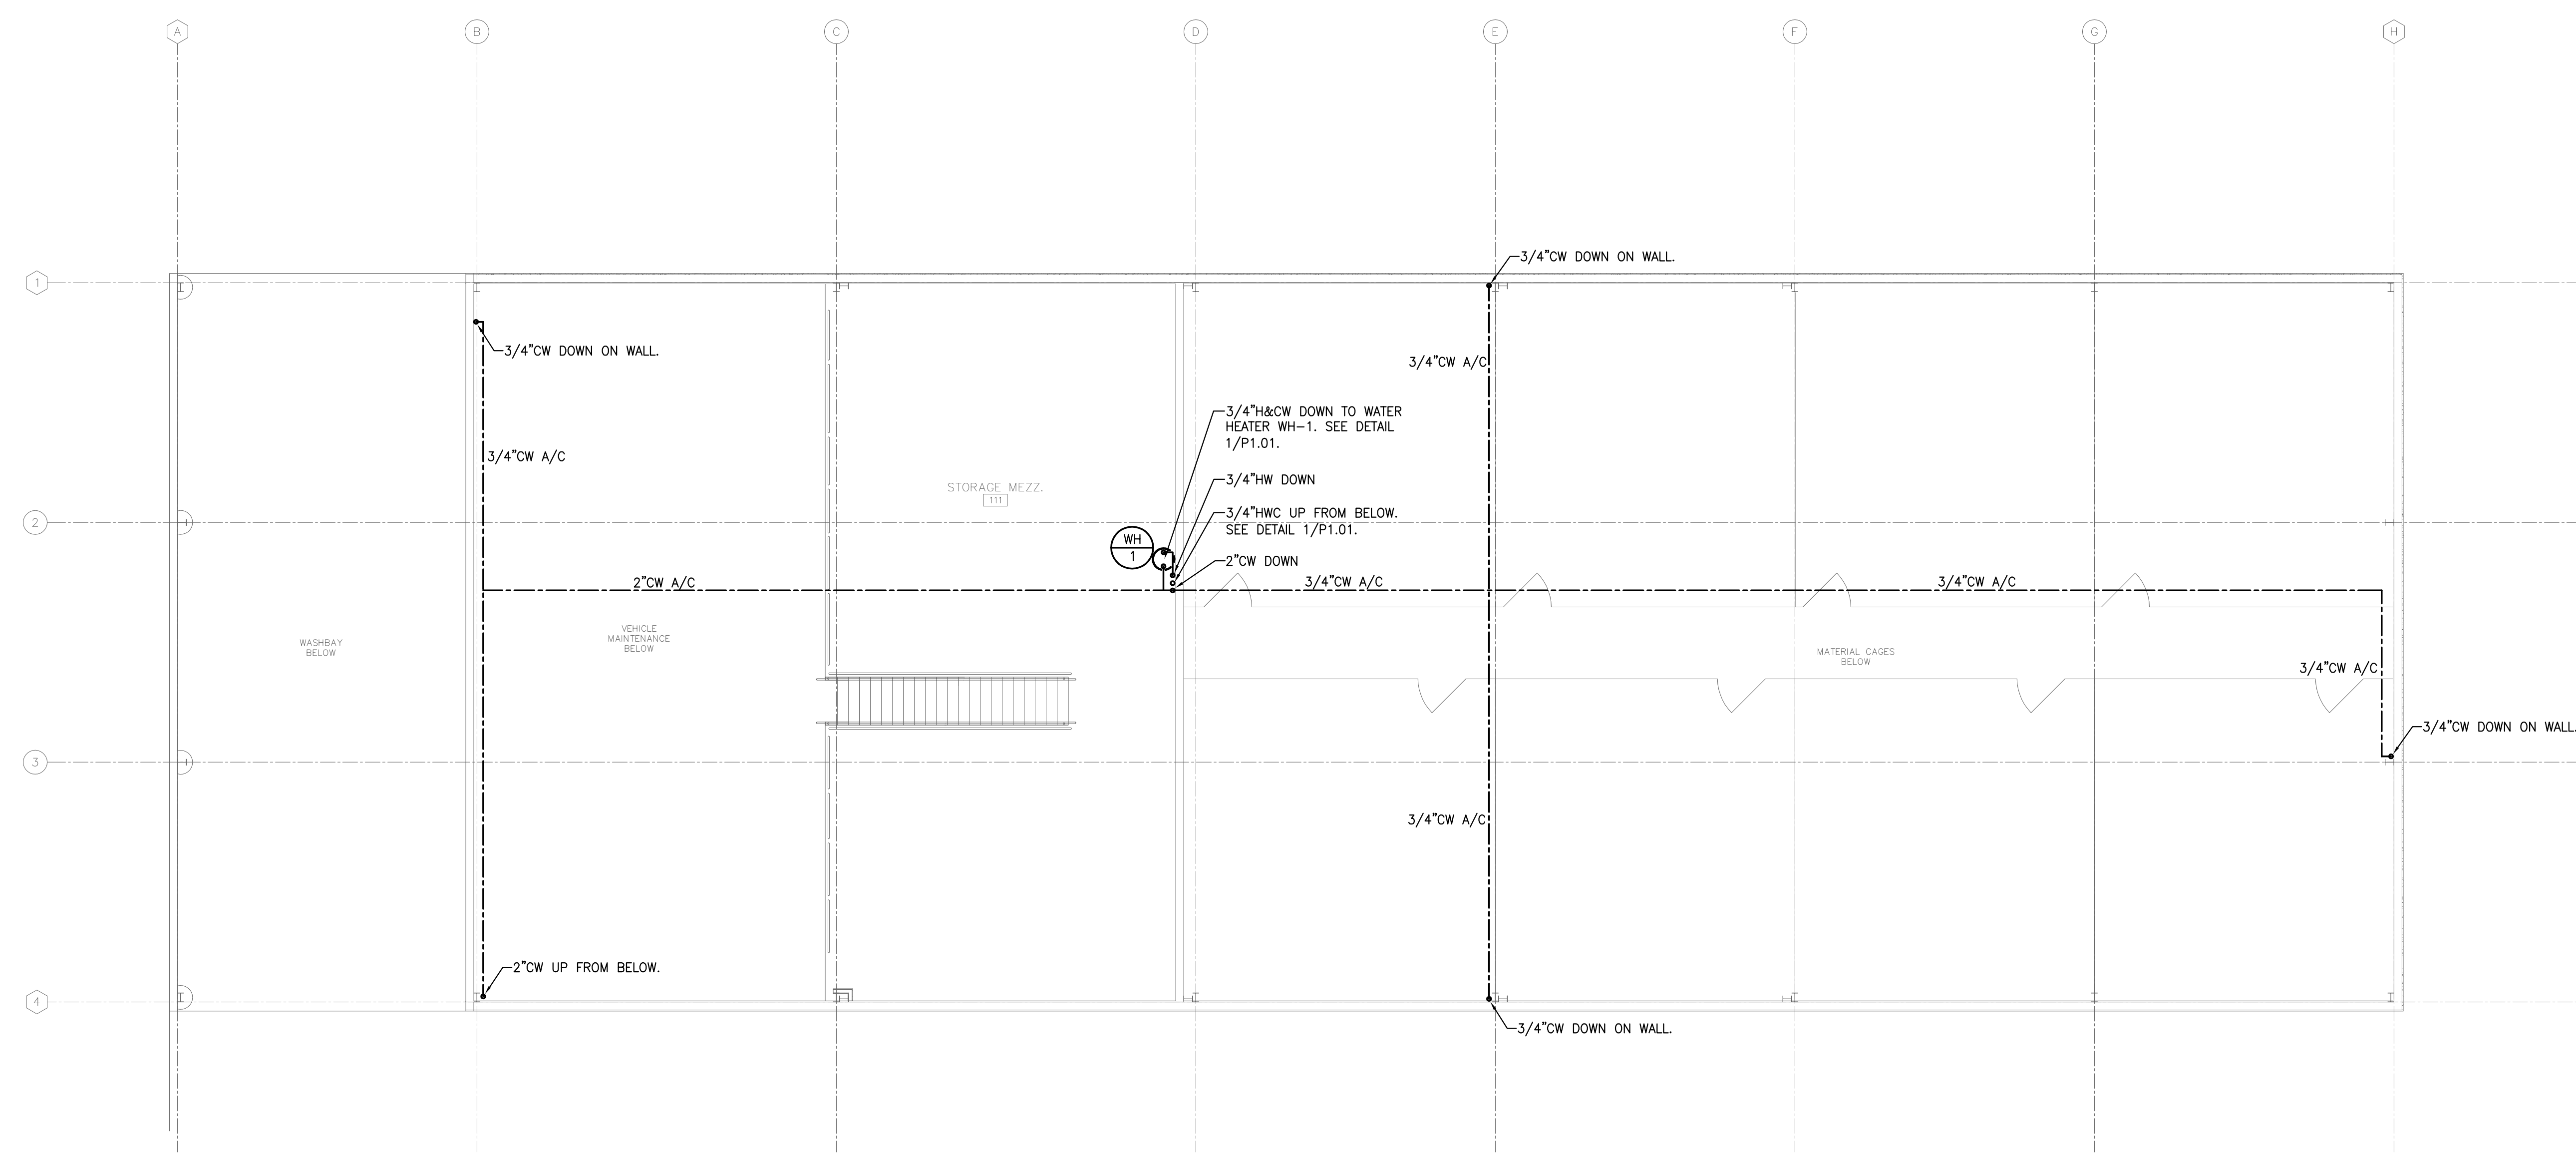 A
B
C
D
E
F
G
H
1
3/4"CW DOWN ON WALL.
3/4"CW DOWN ON WALL.
3/4"CW A/C
3/4"H&CW DOWN TO WATER
HEATER WH-1. SEE DETAIL
1/P1.01.
3/4"CW A/C
3/4"HW DOWN
STORAGE MEZZ.
111
3/4"HWC UP FROM BELOW.
SEE DETAIL 1/P1.01.
2
WH
1
2"CW DOWN
2"CW A/C
3/4"CW A/C
3/4"CW A/C
WASHBAY
BELOW
VEHICLE
MAINTENANCE
BELOW
MATERIAL CAGES
BELOW
3/4"CW A/C
3/4"CW DOWN ON WALL.
3
3/4"CW A/C
2"CW UP FROM BELOW.
4
3/4"CW DOWN ON WALL.